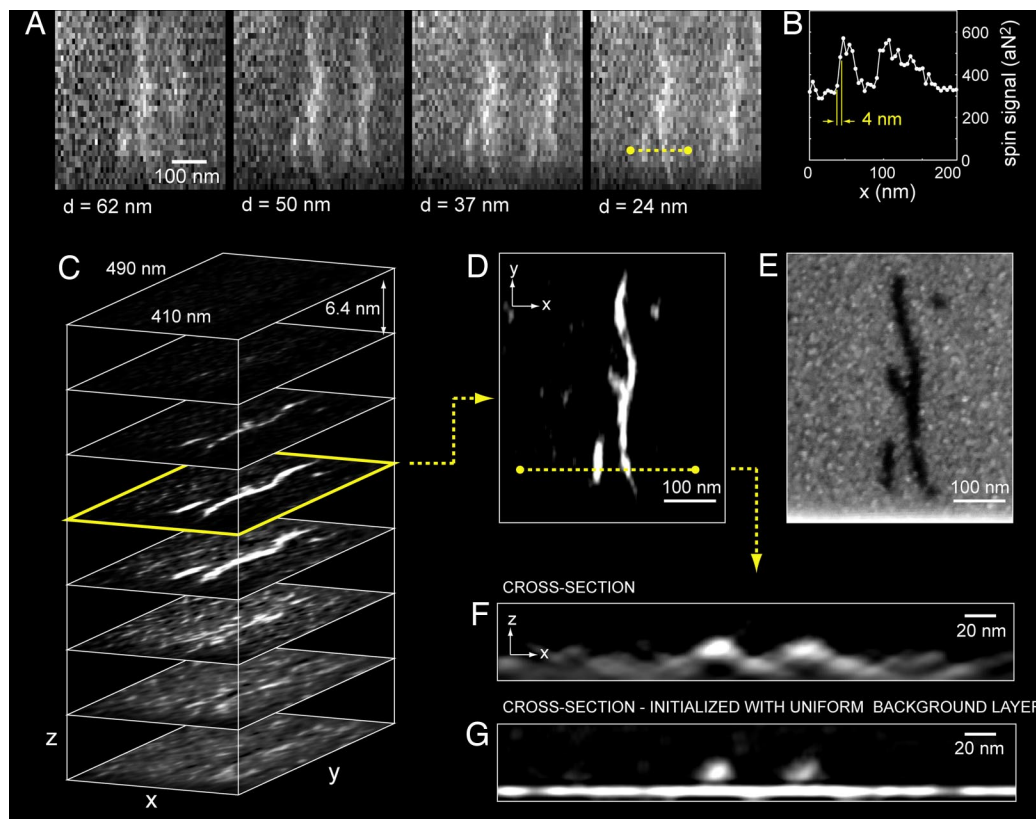 A
100 nm
d = 62 nm
d = 50 nm
d = 37 nm
d = 24 nm
B
600
400
200
0
spin signal (aN²)
4 nm
0
100
200
x (nm)
C
490 nm
410 nm
6.4 nm
z
x
y
D
y
x
100 nm
E
100 nm
CROSS-SECTION
F
z
x
20 nm
CROSS-SECTION - INITIALIZED WITH UNIFORM BACKGROUND LAYER
G
20 nm